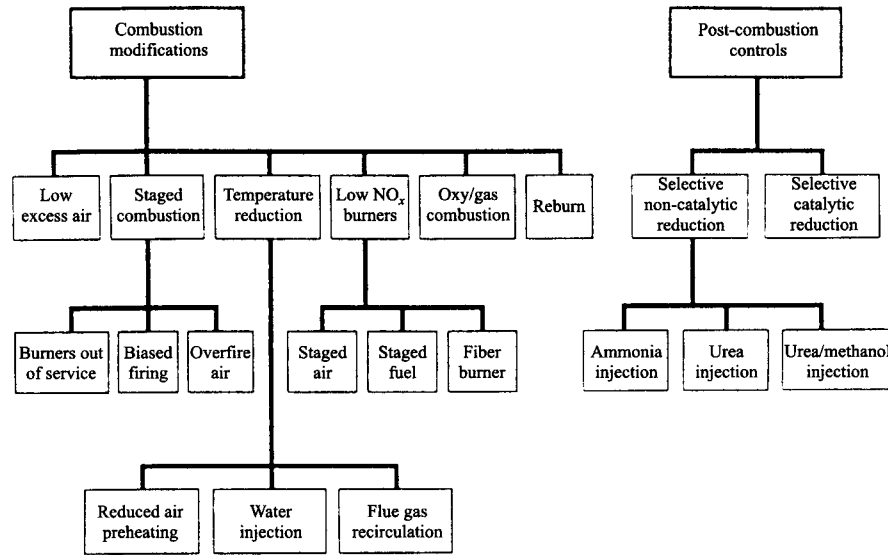 Combustion
modifications
Post-combustion
controls
Low
excess air
Staged
combustion
Temperature
reduction
Low NOx
burners
Oxy/gas
combustion
Reburn
Selective
non-catalytic
reduction
Selective
catalytic
reduction
Burners out
of service
Biased
firing
Overfire
air
Staged
air
Staged
fuel
Fiber
burner
Ammonia
injection
Urea
injection
Urea/methanol
injection
Reduced air
preheating
Water
injection
Flue gas
recirculation